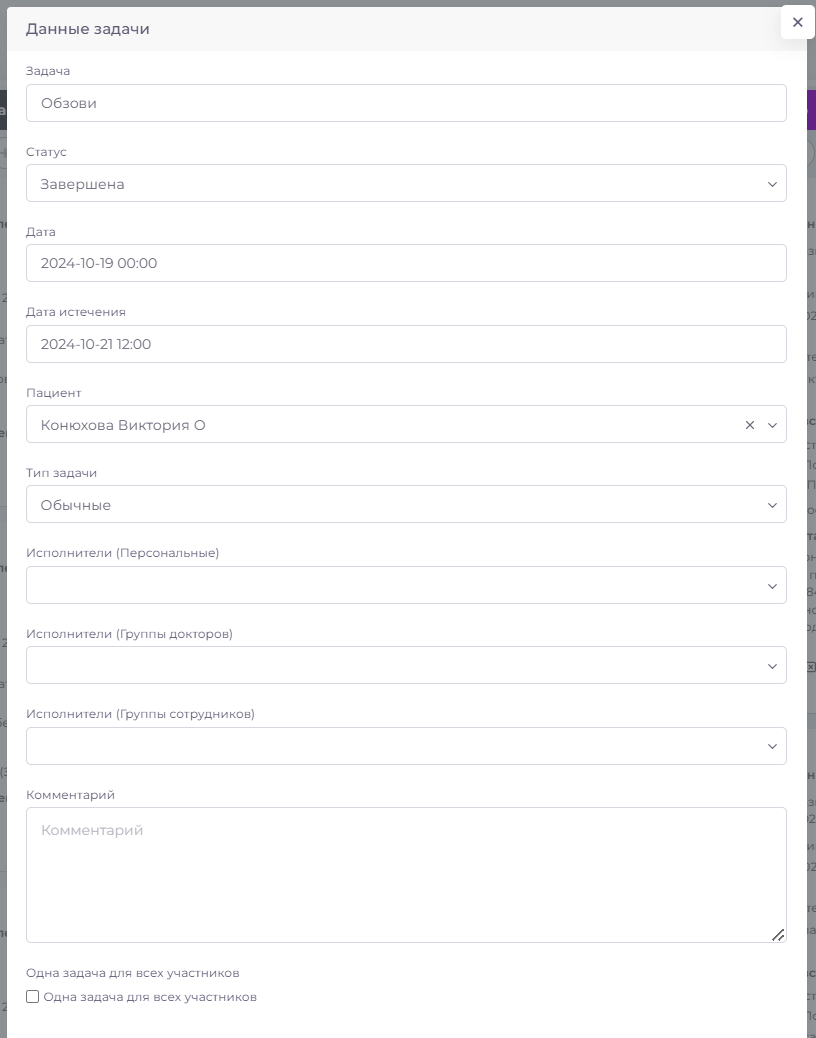 Данные задачи
Задача
Обзови
Статус
Завершена
Дата
2024-10-19 00:00
Дата истечения
2024-10-21 12:00
Пациент
Конюхова Виктория О
Тип задачи
Обычные
Исполнители (Персональные)
Исполнители (Группы докторов)
Исполнители (Группы сотрудников)
Комментарий
Комментарий
Одна задача для всех участников
Одна задача для всех участников